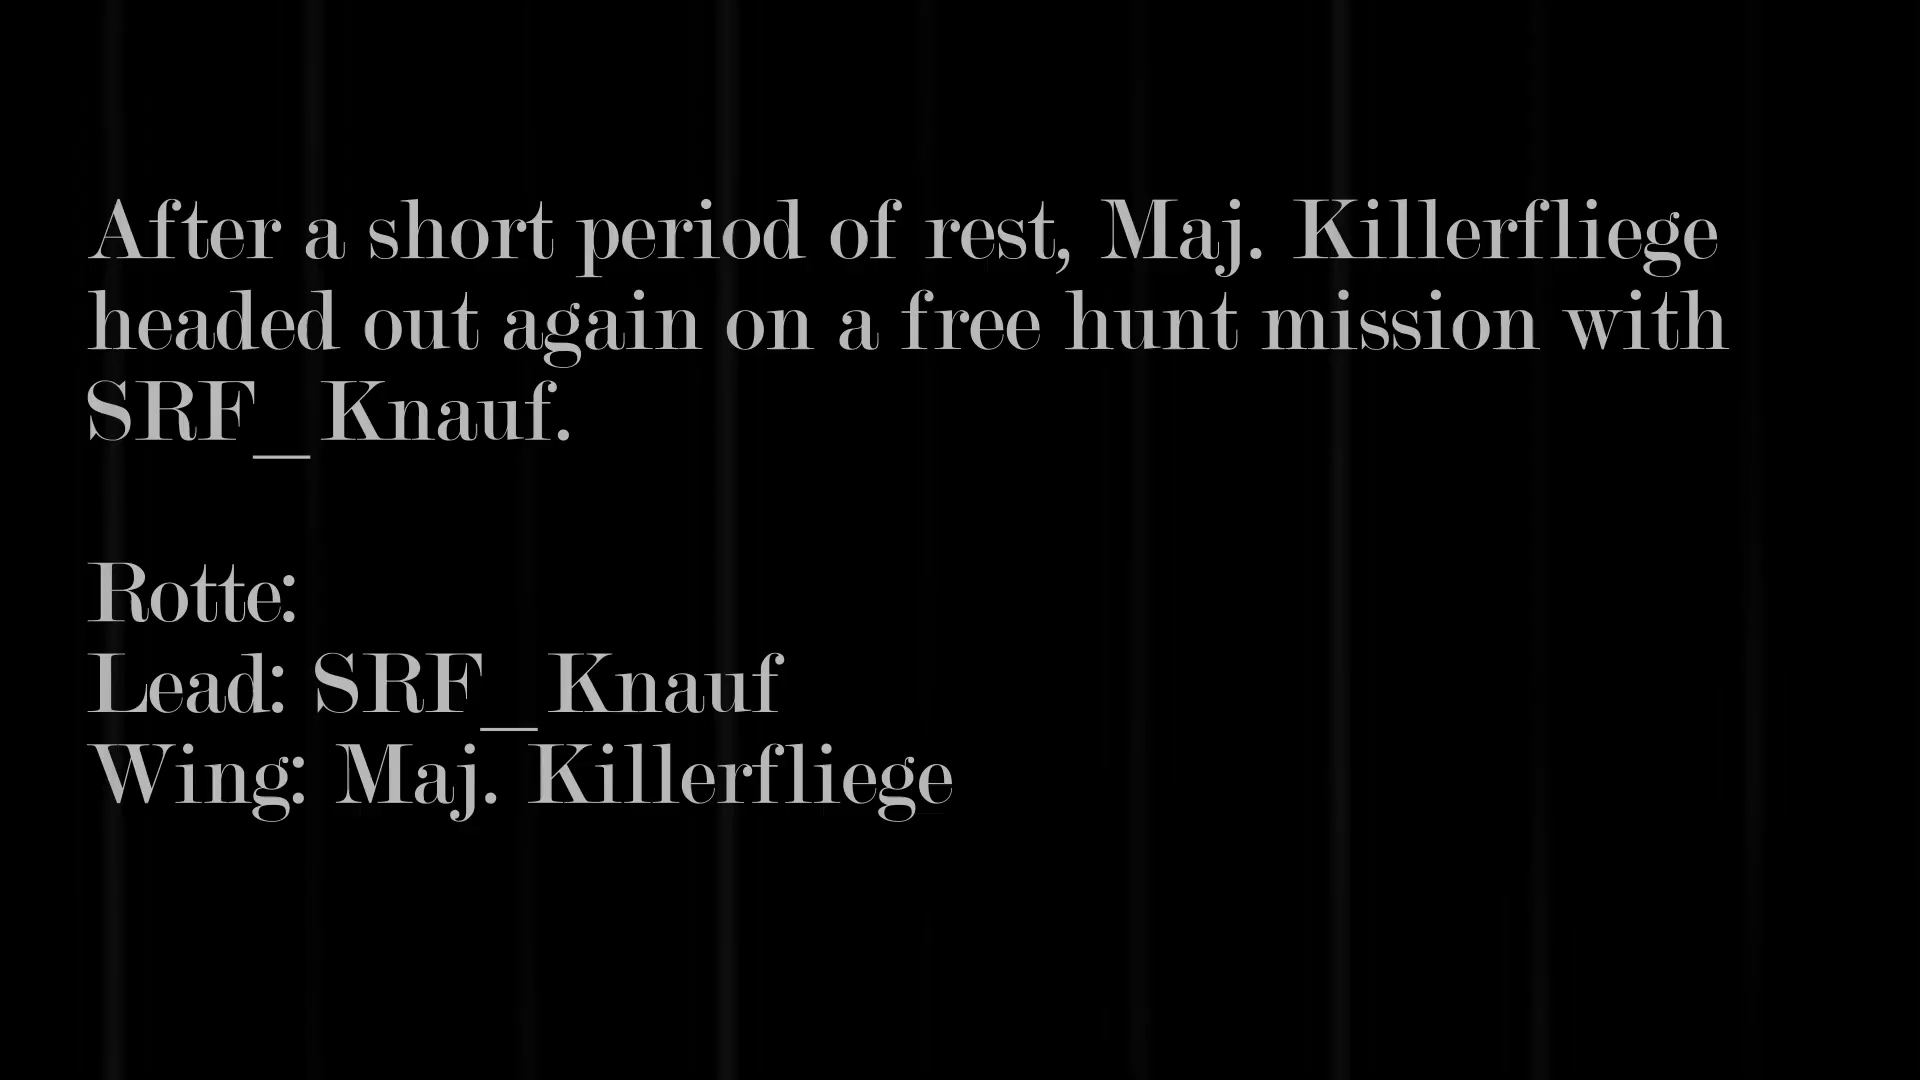 After a short period of rest, Maj. Killerfliege
headed out again on a free hunt mission with
SRF_Knauf.
Rotte:
Lead: SRF_Knauf
Wing: Maj. Killerfliege